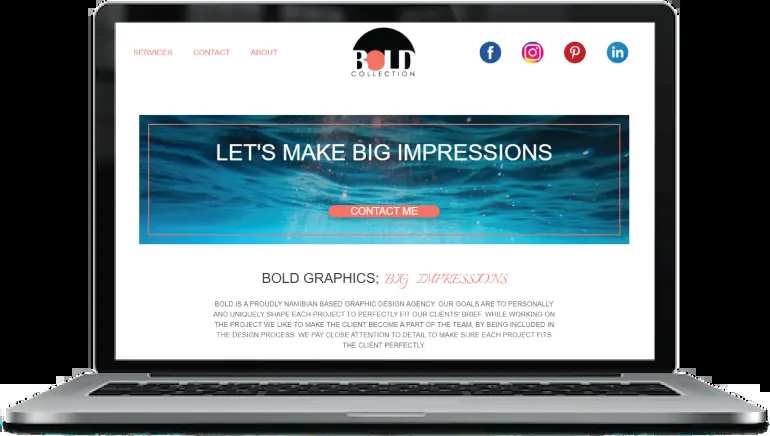 SERVICES CONTACT ABOUT
BOLD
COLLECTION
LET'S MAKE BIG IMPRESSIONS
CONTACT ME
BOLD GRAPHICS; BIG IMPRESSIONS
BOLD IS A PROUDLY NAMIBIAN BASED GRAPHIC DESIGN AGENCY. OUR GOALS ARE TO PERSONALLY
AND UNIQUELY SHAPE EACH PROJECT TO PERFECTLY FIT OUR CLIENTS' BRIEF. WHILE WORKING ON
THE PROJECT WE LIKE TO MAKE THE CLIENT BECOME A PART OF THE TEAM, BY BEING INCLUDED IN
THE DESIGN PROCESS. WE PAY CLOSE ATTENTION TO DETAIL TO MAKE SURE EACH PROJECT FITS
THE CLIENT PERFECTLY.